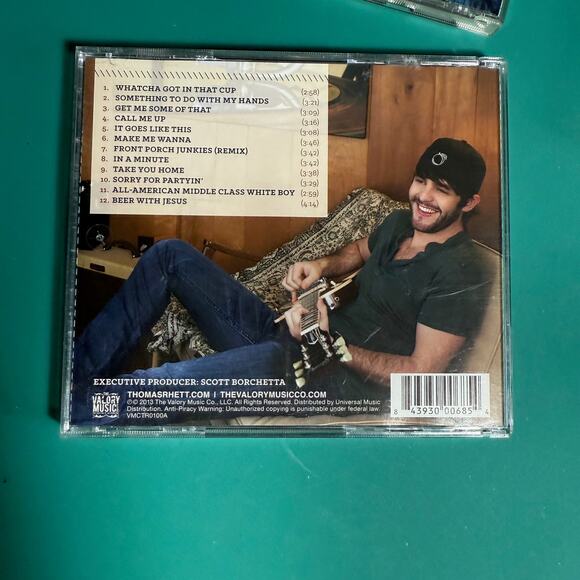 1. WHATCHA GOT IN THAT CUP (2:58)
2. SOMETHING TO DO WITH MY HANDS (3:21)
3. GET ME SOME OF THAT (3:09)
4. CALL ME UP (3:16)
5. IT GOES LIKE THIS (3:08)
6. MAKE ME WANNA (3:46)
7. FRONT PORCH JUNKIES (REMIX) (3:42)
8. IN A MINUTE (3:42)
9. TAKE YOU HOME (3:38)
10. SORRY FOR PARTYIN' (3:29)
11. ALL-AMERICAN MIDDLE CLASS WHITE BOY (2:59)
12. BEER WITH JESUS (4:14)
EXECUTIVE PRODUCER: SCOTT BORCHETTA
THE VALORY MUSIC CO.
THOMASRHETT.COM | THEVALORYMUSICCO.COM
℗ © 2013 The Valory Music Co., LLC. All Rights Reserved. Distributed by Universal Music
Distribution. Anti-Piracy Warning: Unauthorized copying is punishable under federal law.
VMCTR0100A
8 43930 00685 4